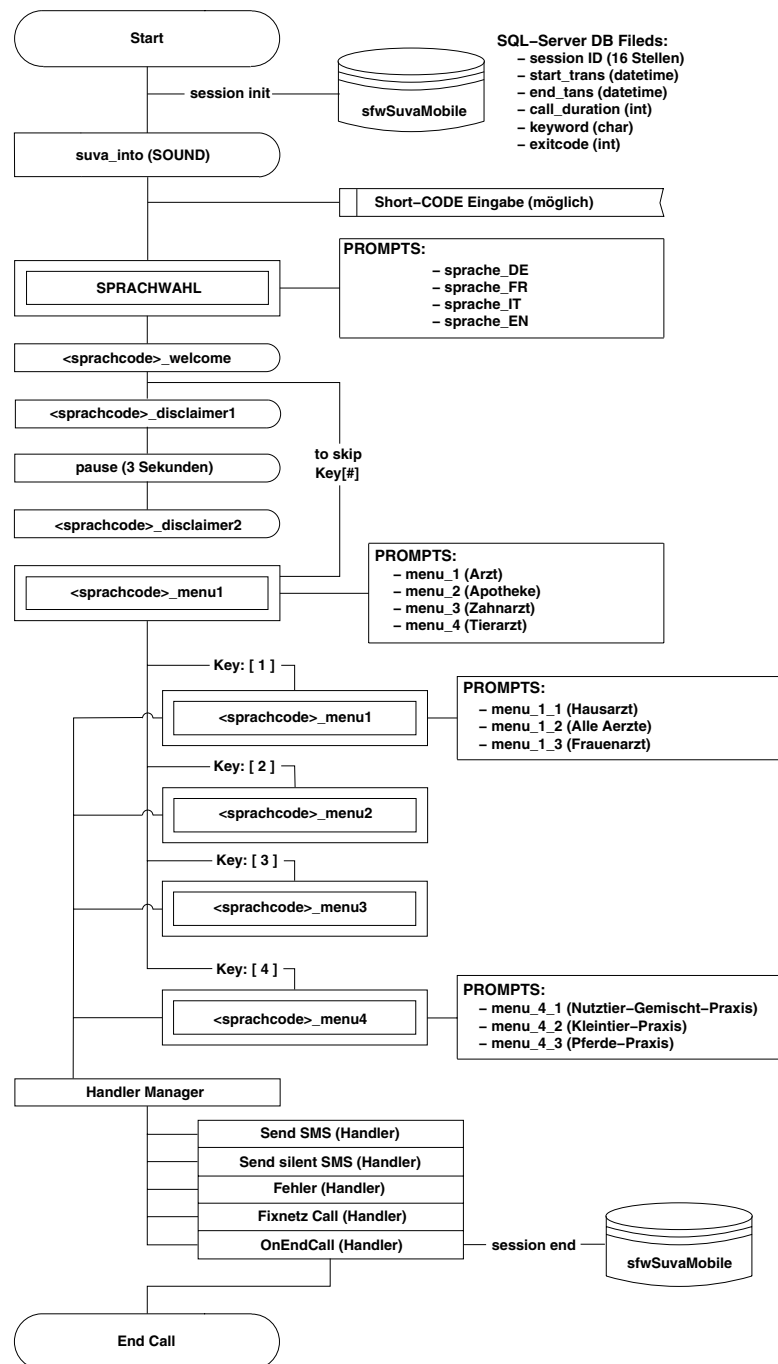 Start
SQL–Server DB Fileds:
– session ID (16 Stellen)
– start_trans (datetime)
– end_tans (datetime)
– call_duration (int)
– keyword (char)
– exitcode (int)
session init
sfwSuvaMobile
suva_into (SOUND)
Short–CODE Eingabe (möglich)
SPRACHWAHL
PROMPTS:
– sprache_DE
– sprache_FR
– sprache_IT
– sprache_EN
<sprachcode>_welcome
<sprachcode>_disclaimer1
pause (3 Sekunden)
to skip
Key[#]
<sprachcode>_disclaimer2
<sprachcode>_menu1
PROMPTS:
– menu_1 (Arzt)
– menu_2 (Apotheke)
– menu_3 (Zahnarzt)
– menu_4 (Tierarzt)
Key: [ 1 ]
<sprachcode>_menu1
PROMPTS:
– menu_1_1 (Hausarzt)
– menu_1_2 (Alle Aerzte)
– menu_1_3 (Frauenarzt)
Key: [ 2 ]
<sprachcode>_menu2
Key: [ 3 ]
<sprachcode>_menu3
Key: [ 4 ]
<sprachcode>_menu4
PROMPTS:
– menu_4_1 (Nutztier–Gemischt–Praxis)
– menu_4_2 (Kleintier–Praxis)
– menu_4_3 (Pferde–Praxis)
Handler Manager
Send SMS (Handler)
Send silent SMS (Handler)
Fehler (Handler)
Fixnetz Call (Handler)
OnEndCall (Handler)
session end
sfwSuvaMobile
End Call